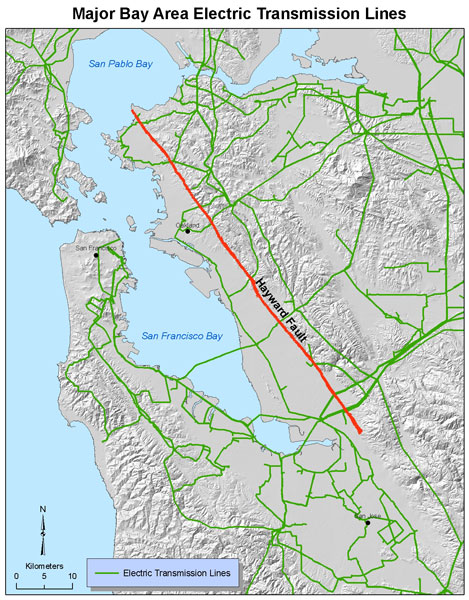 Major Bay Area Electric Transmission Lines
San Pablo Bay
Oakland
San Francisco
Hayward Fault
San Francisco Bay
San Jose
N
Kilometers
0 5 10
Electric Transmission Lines